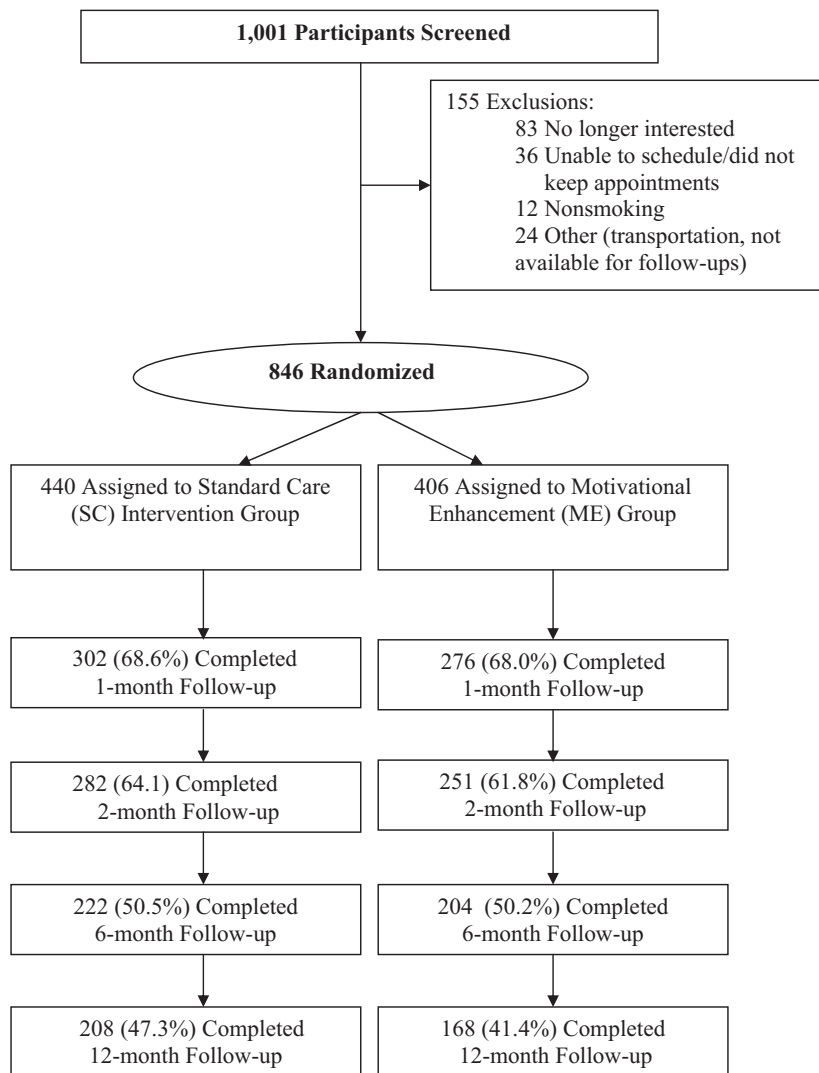 1,001 Participants Screened
155 Exclusions:
83 No longer interested
36 Unable to schedule/did not
keep appointments
12 Nonsmoking
24 Other (transportation, not
available for follow-ups)
846 Randomized
440 Assigned to Standard Care
(SC) Intervention Group
406 Assigned to Motivational
Enhancement (ME) Group
302 (68.6%) Completed
1-month Follow-up
276 (68.0%) Completed
1-month Follow-up
282 (64.1) Completed
2-month Follow-up
251 (61.8%) Completed
2-month Follow-up
222 (50.5%) Completed
6-month Follow-up
204 (50.2%) Completed
6-month Follow-up
208 (47.3%) Completed
12-month Follow-up
168 (41.4%) Completed
12-month Follow-up